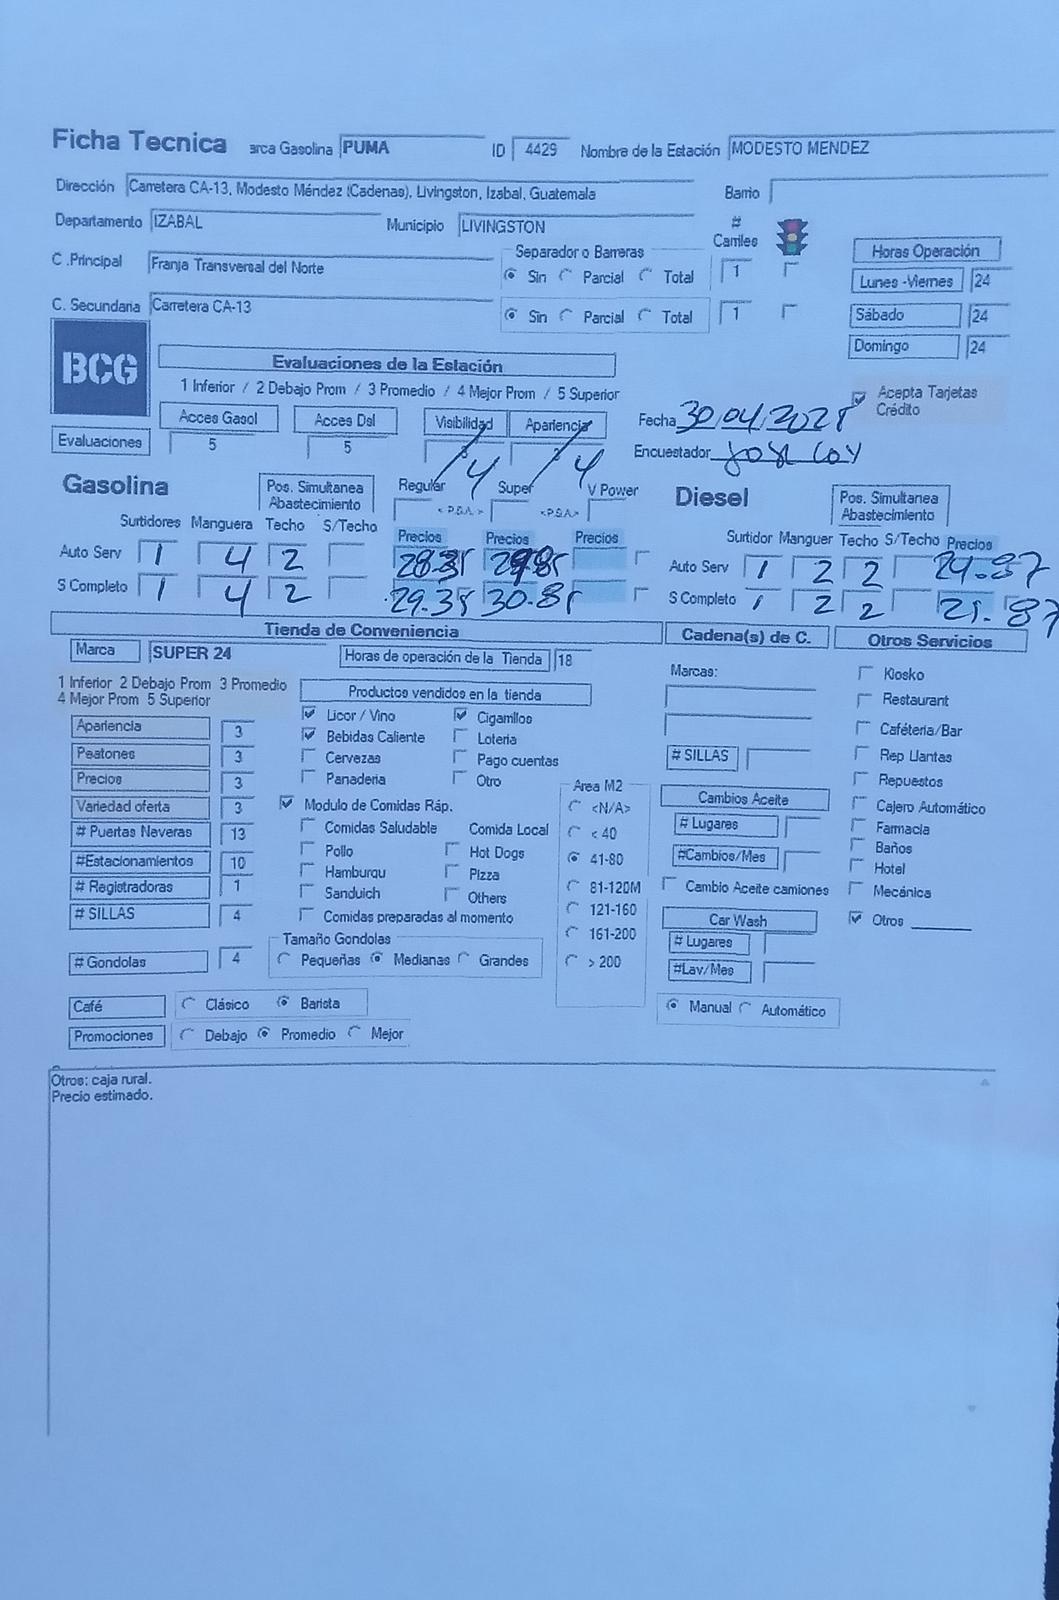 Ficha Tecnica arca Gasolina PUMA ID 4429 Nombre de la Estación MODESTO MENDEZ
Dirección Carretera CA-13, Modesto Méndez (Cadenas), Livingston, Izabal, Guatemala Barrio
Departamento IZABAL Municipio LIVINGSTON # Carriles
C .Principal Franja Transversal del Norte Separador o Barreras Sin Parcial Total 1
C. Secundaria Carretera CA-13 Sin Parcial Total 1
Horas Operación
Lunes -Viernes 24
Sábado 24
Domingo 24
BCG
Evaluaciones de la Estación
1 Inferior / 2 Debajo Prom / 3 Promedio / 4 Mejor Prom / 5 Superior
Acepta Tarjetas Crédito
Acces Gasol Acces Dsl Visibilidad Apariencia
Evaluaciones 5 5 4 4
Fecha 30/04/2025
Encuestador José Coy
Gasolina Pos. Simultanea Abastecimiento Regular < P.S.A.> Super <P.S.A.> V Power
Surtidores Manguera Techo S/Techo Precios Precios Precios
Auto Serv 1 4 2 28.35 29.85
S Completo 1 4 2 29.35 30.85
Diesel Pos. Simultanea Abastecimiento
Surtidor Manguer Techo S/Techo Precios
Auto Serv 1 2 2 24.87
S Completo 1 2 2 25.87
Tienda de Conveniencia
Marca SUPER 24 Horas de operación de la Tienda 18
1 Inferior 2 Debajo Prom 3 Promedio
4 Mejor Prom 5 Superior
Apariencia 3
Peatones 3
Precios 3
Variedad oferta 3
# Puertas Neveras 13
#Estacionamientos 10
# Registradoras 1
# SILLAS 4
# Gondolas 4
Productos vendidos en la tienda
Licor / Vino Cigarrillos
Bebidas Caliente Loteria
Cervezas Pago cuentas
Panaderia Otro
Modulo de Comidas Ráp.
Comidas Saludable Comida Local
Pollo Hot Dogs
Hamburqu Pizza
Sanduich Others
Comidas preparadas al momento
Tamaño Gondolas
Pequeñas Medianas Grandes
Area M2
<N/A>
< 40
41-80
81-120M
121-160
161-200
> 200
Café Clásico Barista
Promociones Debajo Promedio Mejor
Cadena(s) de C.
Marcas:
# SILLAS
Cambios Aceite
# Lugares
#Cambios/Mes
Cambio Aceite camiones
Car Wash
# Lugares
#Lav/Mes
Manual Automático
Otros Servicios
Kiosko
Restaurant
Caféteria/Bar
Rep Llantas
Repuestos
Cajero Automático
Farmacia
Baños
Hotel
Mecánica
Otros
Otros: caja rural.
Precio estimado.